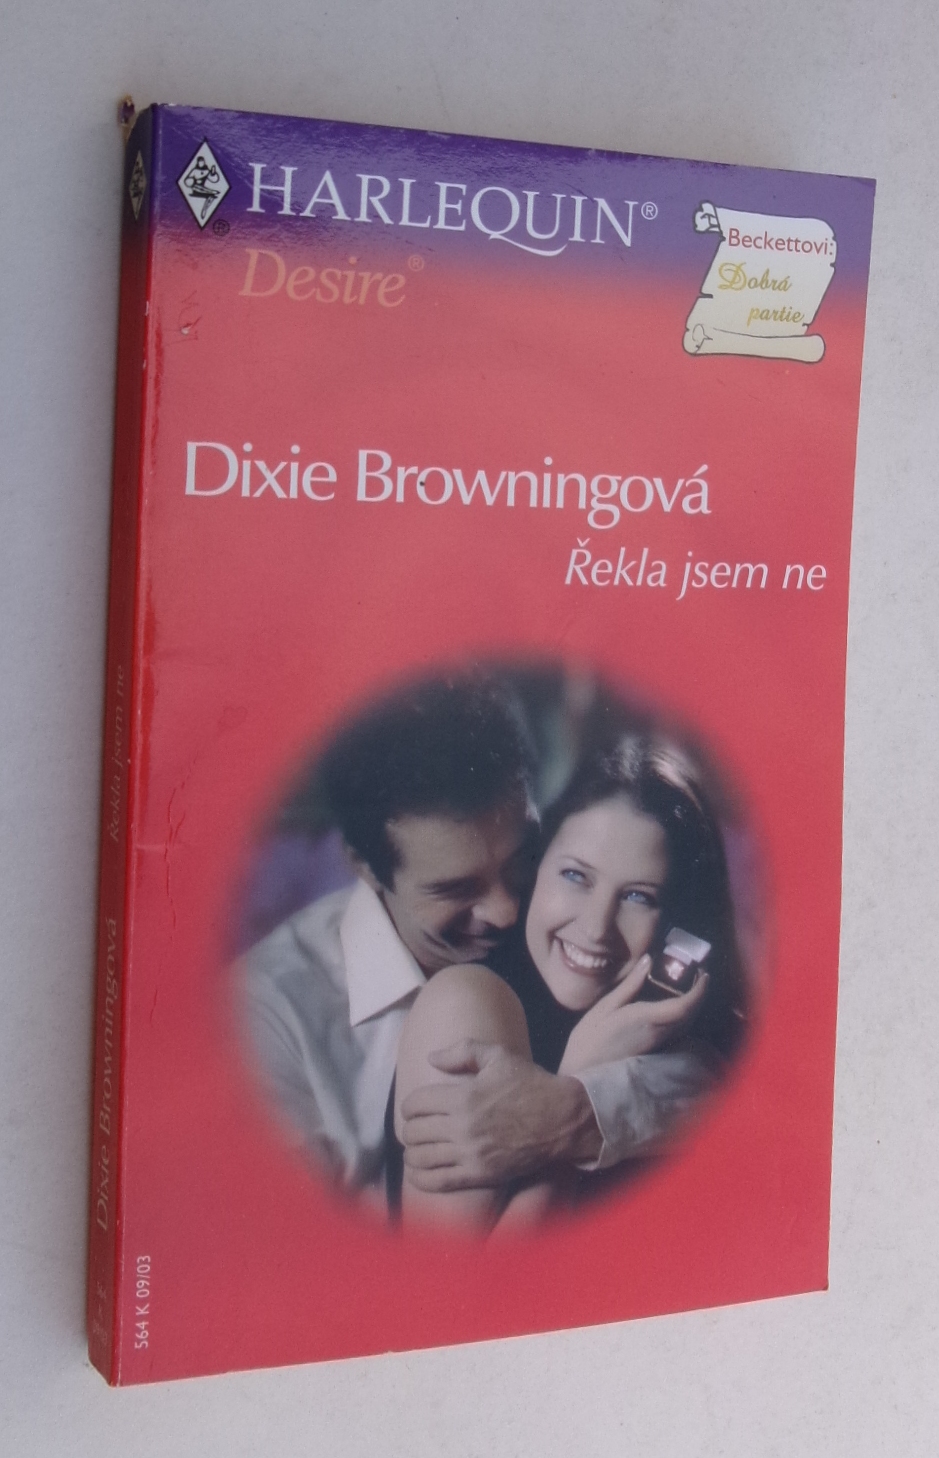 HARLEQUIN®
Desire®
Beckettovi:
Dobrá
partie
Dixie Browningová
Řekla jsem ne
Dixie Browningová Řekla jsem ne
564 K 09/03